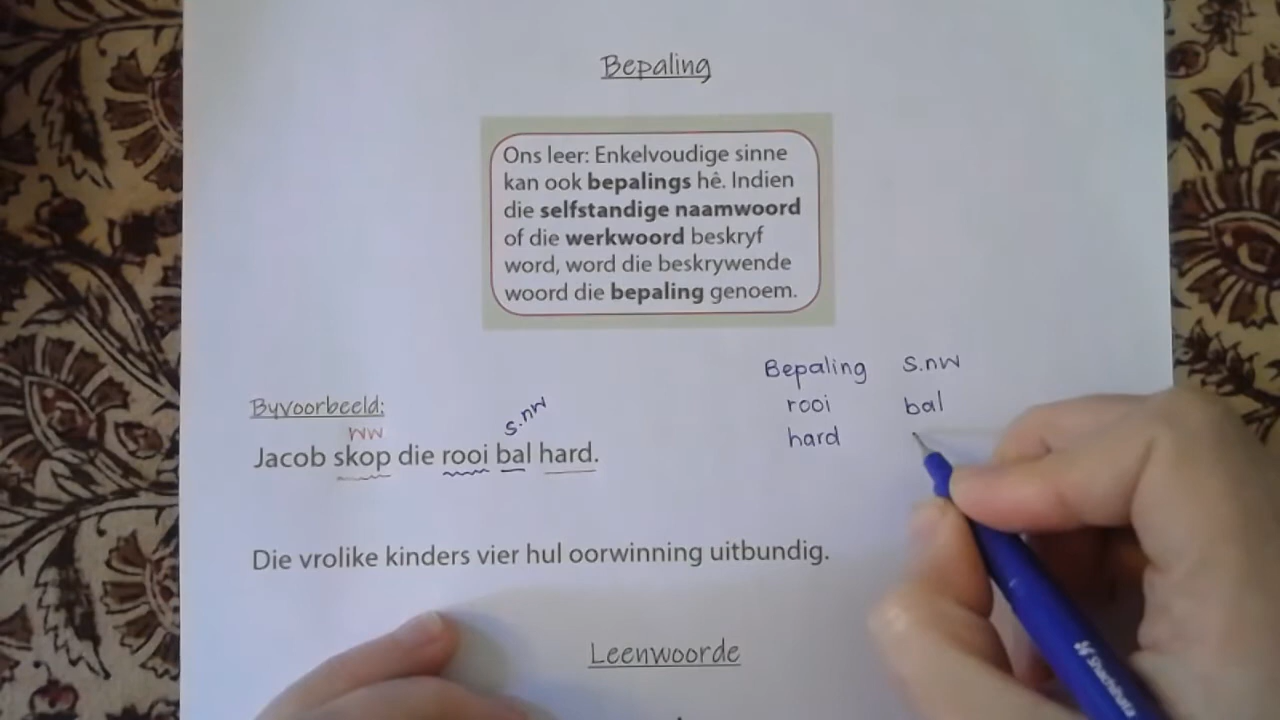 Bepaling
Ons leer: Enkelvoudige sinne
kan ook bepalings hê. Indien
die selfstandige naamwoord
of die werkwoord beskryf
word, word die beskrywende
woord die bepaling genoem.
Bepaling s.nw
rooi bal
hard
Byvoorbeeld:
ww s.nw
Jacob skop die rooi bal hard.
Die vrolike kinders vier hul oorwinning uitbundig.
Leenwoorde
Shachihata